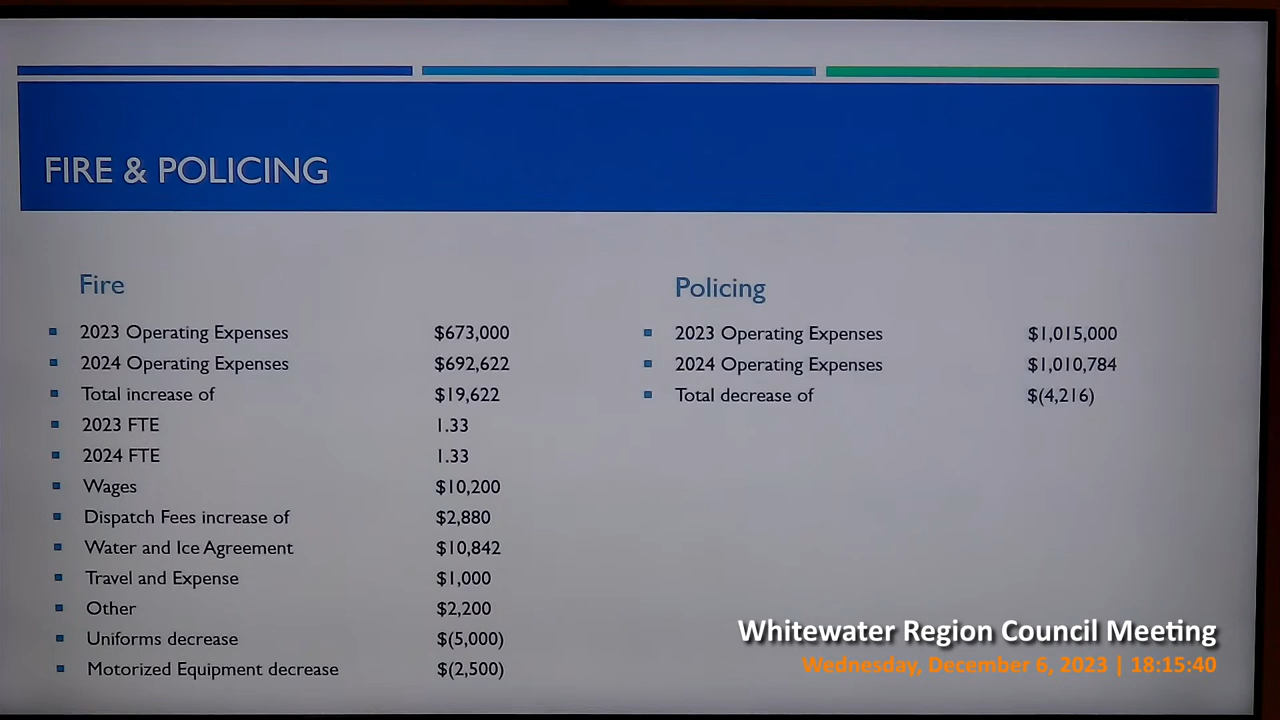 FIRE & POLICING
Fire
2023 Operating Expenses $673,000
2024 Operating Expenses $692,622
Total increase of $19,622
2023 FTE 1.33
2024 FTE 1.33
Wages $10,200
Dispatch Fees increase of $2,880
Water and Ice Agreement $10,842
Travel and Expense $1,000
Other $2,200
Uniforms decrease $(5,000)
Motorized Equipment decrease $(2,500)
Policing
2023 Operating Expenses $1,015,000
2024 Operating Expenses $1,010,784
Total decrease of $(4,216)
Whitewater Region Council Meeting
Wednesday, December 6, 2023 | 18:15:40